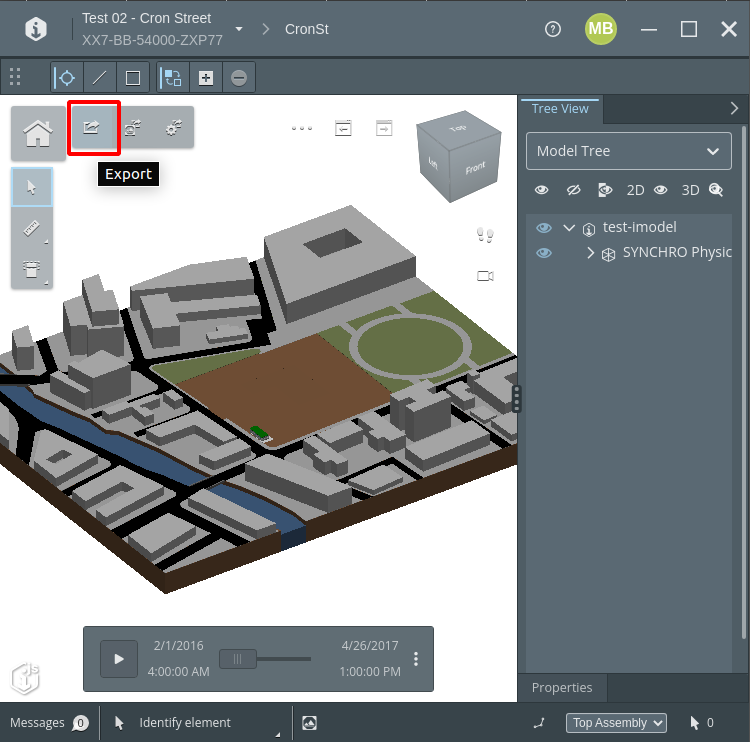 Test 02 - Cron Street
XX7-BB-54000-ZXP77
CronSt
MB
Export
Top
Left
Front
Tree View
Model Tree
2D
3D
test-imodel
SYNCHRO Physic
2/1/2016
4:00:00 AM
4/26/2017
1:00:00 PM
Properties
Messages 0
Identify element
Top Assembly
0